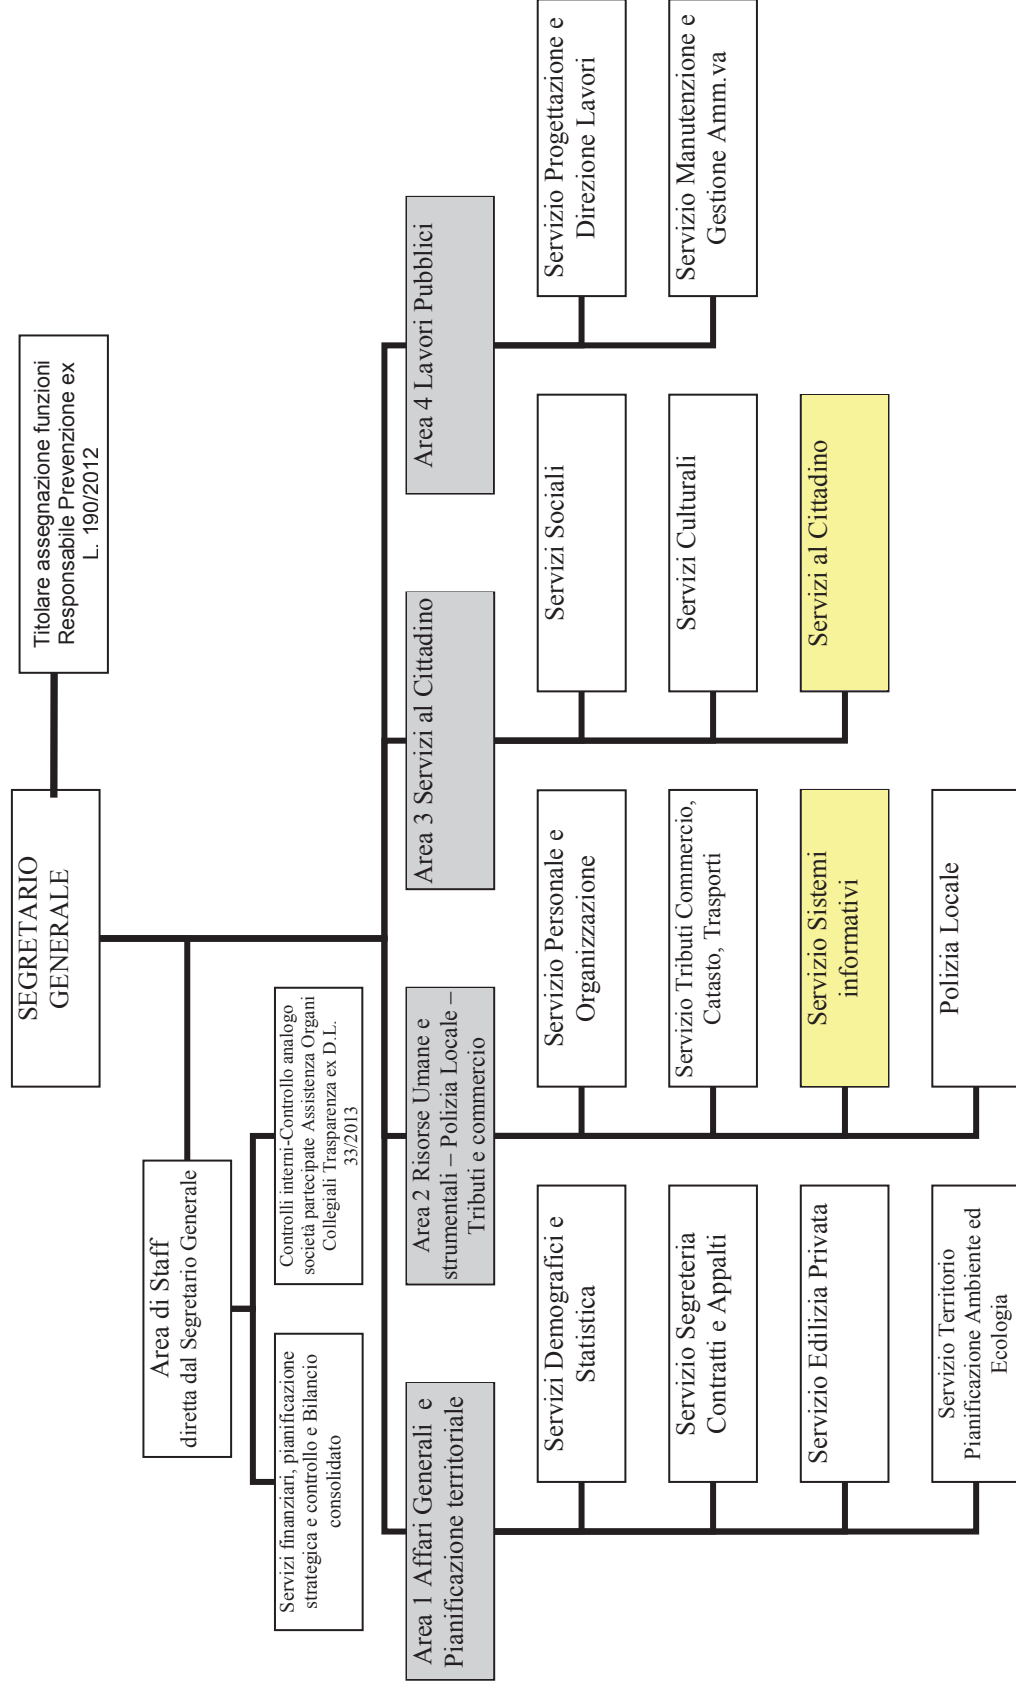 SEGRETARIO
GENERALE
Titolare assegnazione funzioni
Responsabile Prevenzione ex
L. 190/2012
Area di Staff
diretta dal Segretario Generale
Servizi finanziari, pianificazione
strategica e controllo e Bilancio
consolidato
Controlli interni-Controllo analogo
società partecipate Assistenza Organi
Collegiali Trasparenza ex D.L.
33/2013
Area 1 Affari Generali e
Pianificazione territoriale
Area 2 Risorse Umane e
strumentali – Polizia Locale –
Tributi e commercio
Area 3 Servizi al Cittadino
Area 4 Lavori Pubblici
Servizi Demografici e
Statistica
Servizio Personale e
Organizzazione
Servizi Sociali
Servizio Progettazione e
Direzione Lavori
Servizio Segreteria
Contratti e Appalti
Servizio Tributi Commercio,
Catasto, Trasporti
Servizi Culturali
Servizio Manutenzione e
Gestione Amm.va
Servizio Edilizia Privata
Servizio Sistemi
informativi
Servizi al Cittadino
Servizio Territorio
Pianificazione Ambiente ed
Ecologia
Polizia Locale